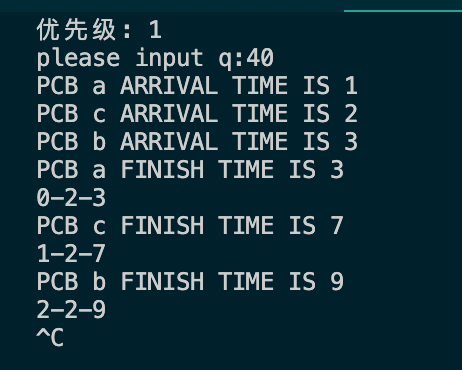 优先级: 1
please input q:40
PCB a ARRIVAL TIME IS 1
PCB c ARRIVAL TIME IS 2
PCB b ARRIVAL TIME IS 3
PCB a FINISH TIME IS 3
0-2-3
PCB c FINISH TIME IS 7
1-2-7
PCB b FINISH TIME IS 9
2-2-9
^C